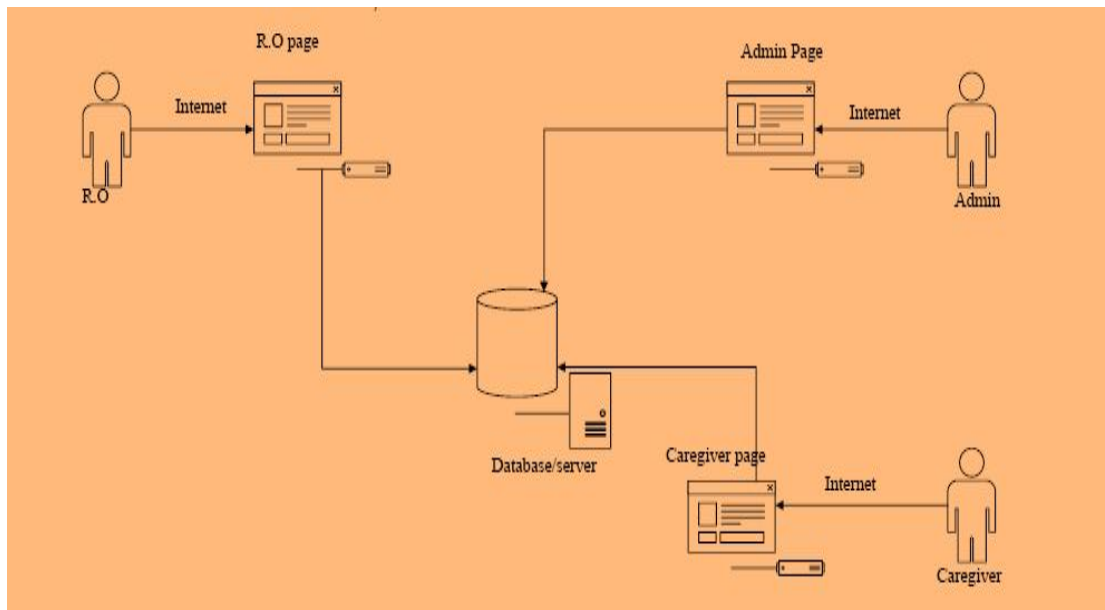 R.O page
Admin Page
Internet
Internet
R.O
Admin
Database/server
Caregiver page
Internet
Caregiver